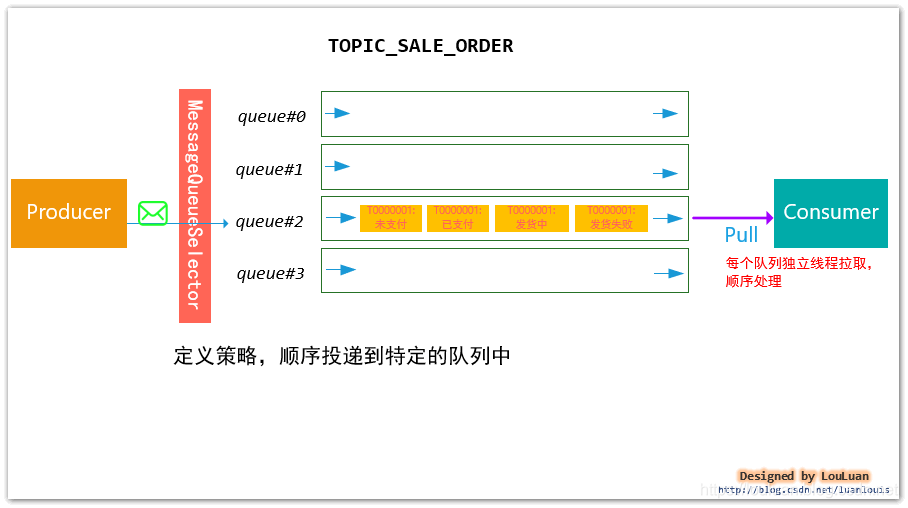 TOPIC_SALE_ORDER
MessageQueueSelector
queue#0
queue#1
queue#2
queue#3
Producer
T0000001:
未支付
T0000001:
已支付
T0000001:
发货中
T0000001:
发货失败
Consumer
Pull
每个队列独立线程拉取，
顺序处理
定义策略，顺序投递到特定的队列中
Designed by LouLuan
http://blog.csdn.net/luanlouis